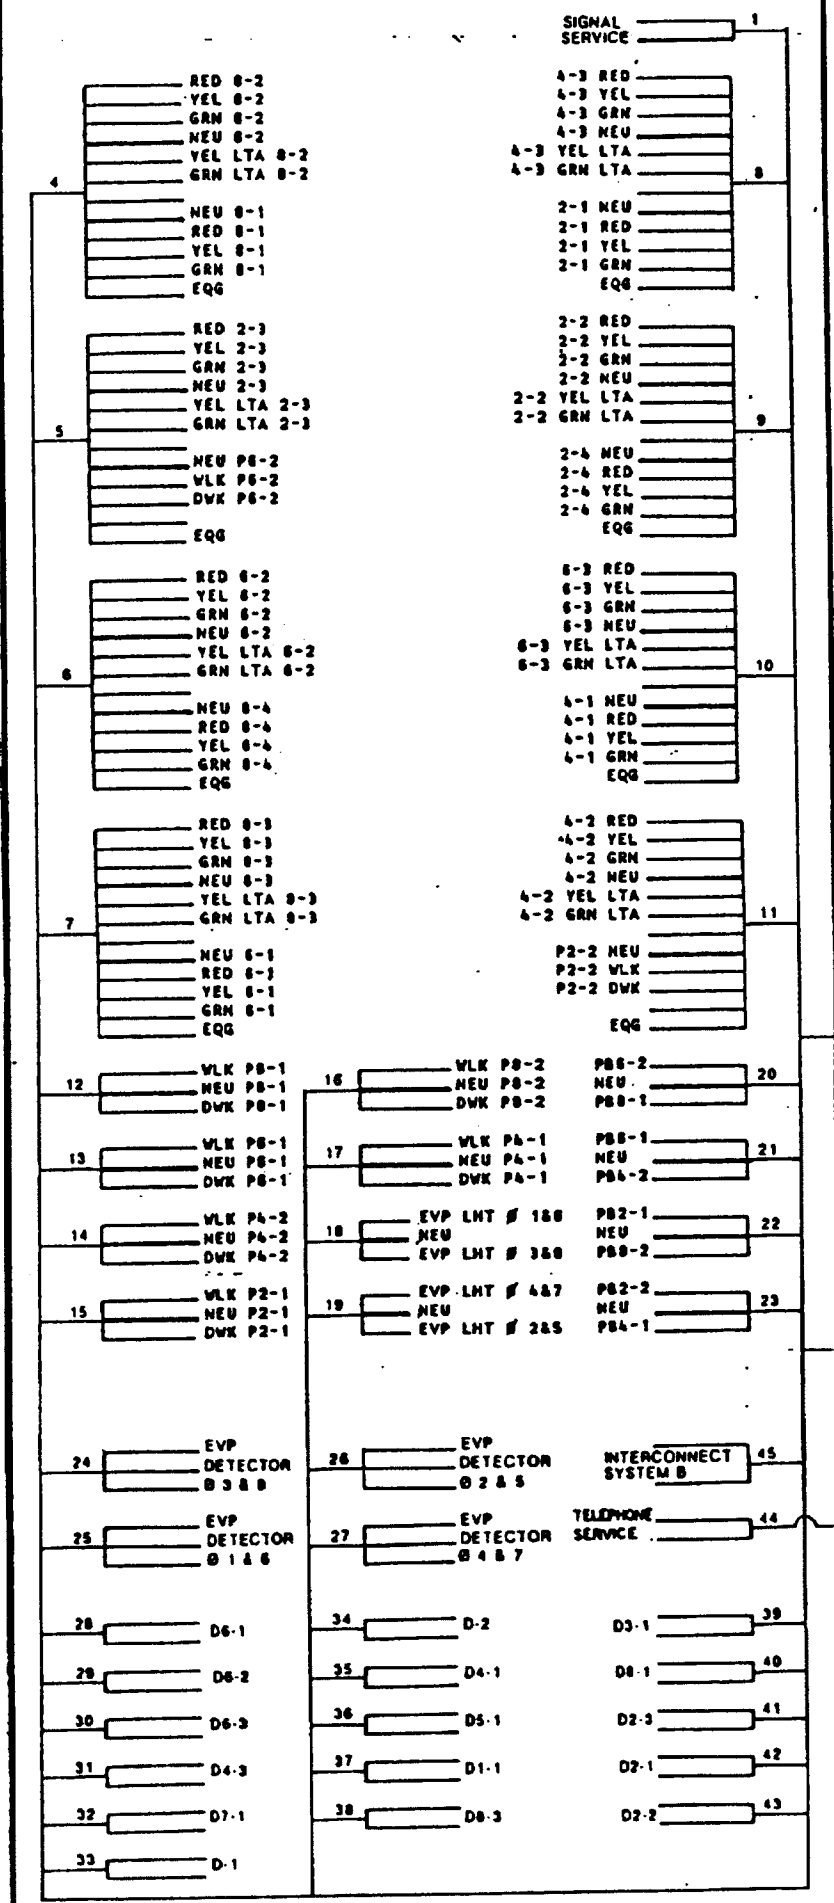 SIGNAL
SERVICE
1
4
RED 8-2
YEL 8-2
GRN 8-2
NEU 8-2
YEL LTA 8-2
GRN LTA 8-2
NEU 8-1
RED 8-1
YEL 8-1
GRN 8-1
EQG
4-3 RED
4-3 YEL
4-3 GRN
4-3 NEU
4-3 YEL LTA
4-3 GRN LTA
2-1 NEU
2-1 RED
2-1 YEL
2-1 GRN
EQG
8
5
RED 2-3
YEL 2-3
GRN 2-3
NEU 2-3
YEL LTA 2-3
GRN LTA 2-3
NEU P6-2
WLK P6-2
DWK P6-2
EQG
2-2 RED
2-2 YEL
2-2 GRN
2-2 NEU
2-2 YEL LTA
2-2 GRN LTA
2-4 NEU
2-4 RED
2-4 YEL
2-4 GRN
EQG
9
6
RED 6-2
YEL 6-2
GRN 6-2
NEU 6-2
YEL LTA 6-2
GRN LTA 6-2
NEU 6-4
RED 6-4
YEL 6-4
GRN 6-4
EQG
6-3 RED
6-3 YEL
6-3 GRN
6-3 NEU
6-3 YEL LTA
6-3 GRN LTA
4-1 NEU
4-1 RED
4-1 YEL
4-1 GRN
EQG
10
7
RED 8-3
YEL 8-3
GRN 8-3
NEU 8-3
YEL LTA 8-3
GRN LTA 8-3
NEU 6-1
RED 6-1
YEL 6-1
GRN 6-1
EQG
4-2 RED
4-2 YEL
4-2 GRN
4-2 NEU
4-2 YEL LTA
4-2 GRN LTA
P2-2 NEU
P2-2 WLK
P2-2 DWK
EQG
11
12
WLK P8-1
NEU P8-1
DWK P8-1
16
WLK P8-2
NEU P8-2
DWK P8-2
PB6-2
NEU
PB8-1
20
13
WLK P6-1
NEU P6-1
DWK P6-1
17
WLK P4-1
NEU P4-1
DWK P4-1
PB6-1
NEU
PB4-2
21
14
WLK P4-2
NEU P4-2
DWK P4-2
18
EVP LHT Ø 1&6
NEU
EVP LHT Ø 3&8
PB2-1
NEU
PB8-2
22
15
WLK P2-1
NEU P2-1
DWK P2-1
19
EVP LHT Ø 4&7
NEU
EVP LHT Ø 2&5
PB2-2
NEU
PB4-1
23
24
EVP
DETECTOR
Ø 3 & 8
26
EVP
DETECTOR
Ø 2 & 5
INTERCONNECT
SYSTEM B
45
25
EVP
DETECTOR
Ø 1 & 6
27
EVP
DETECTOR
Ø 4 & 7
TELEPHONE
SERVICE
44
28
D6-1
34
D-2
D3-1
39
29
D6-2
35
D4-1
D8-1
40
30
D6-3
36
D5-1
D2-3
41
31
D4-3
37
D1-1
D2-1
42
32
D7-1
38
D8-3
D2-2
43
33
D-1